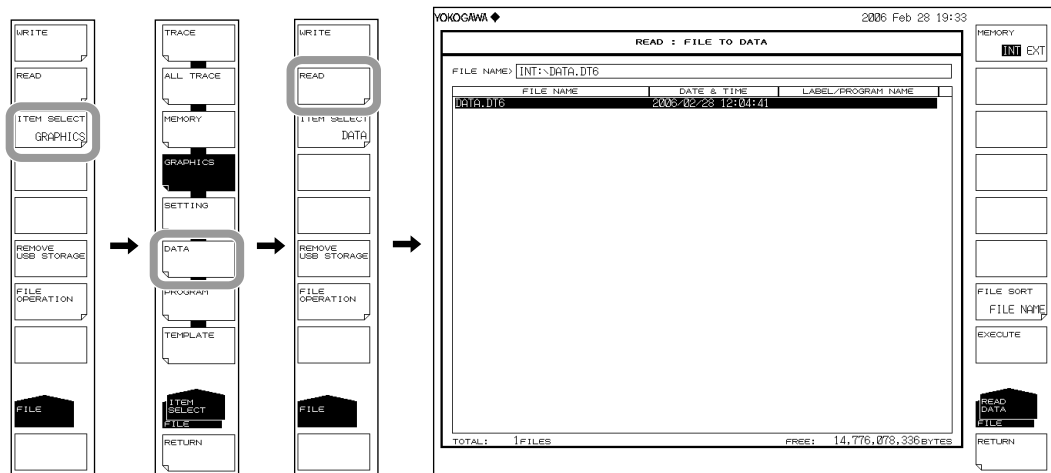 WRITE
READ
ITEM SELECT
GRAPHICS
REMOVE
USB STORAGE
FILE
OPERATION
FILE
TRACE
ALL TRACE
MEMORY
GRAPHICS
SETTING
DATA
PROGRAM
TEMPLATE
ITEM
SELECT
FILE
RETURN
WRITE
READ
ITEM SELECT
DATA
REMOVE
USB STORAGE
FILE
OPERATION
FILE
YOKOGAWA ◆ 2006 Feb 28 19:33
READ : FILE TO DATA
FILE NAME> INT:\DATA.DT6
FILE NAME DATE & TIME LABEL/PROGRAM NAME
DATA.DT6 2006/02/28 12:04:41
TOTAL: 1FILES FREE: 14,776,078,336BYTES
MEMORY
INT EXT
FILE SORT
FILE NAME
EXECUTE
READ
DATA
FILE
RETURN